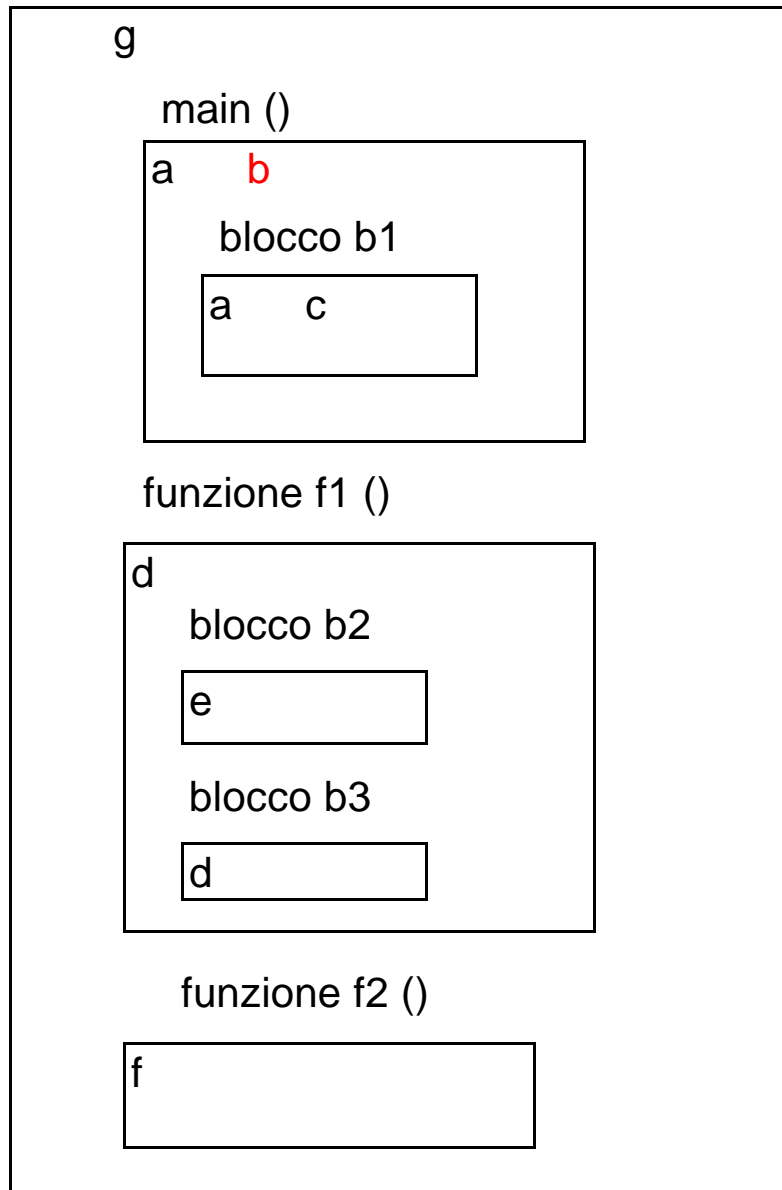 g
main ()
a b
blocco b1
a c
funzione f1 ()
d
blocco b2
e
blocco b3
d
funzione f2 ()
f